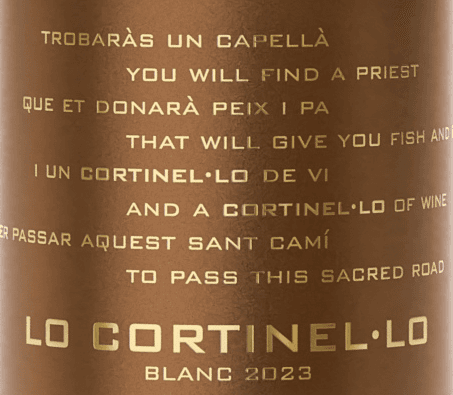 TROBARÀS UN CAPELLÀ
YOU WILL FIND A PRIEST
QUE ET DONARÀ PEIX I PA
THAT WILL GIVE YOU FISH AND
I UN CORTINEL·LO DE VI
AND A CORTINEL·LO OF WINE
PASSAR AQUEST SANT CAMÍ
TO PASS THIS SACRED ROAD
LO CORTINEL·LO
BLANC 2023